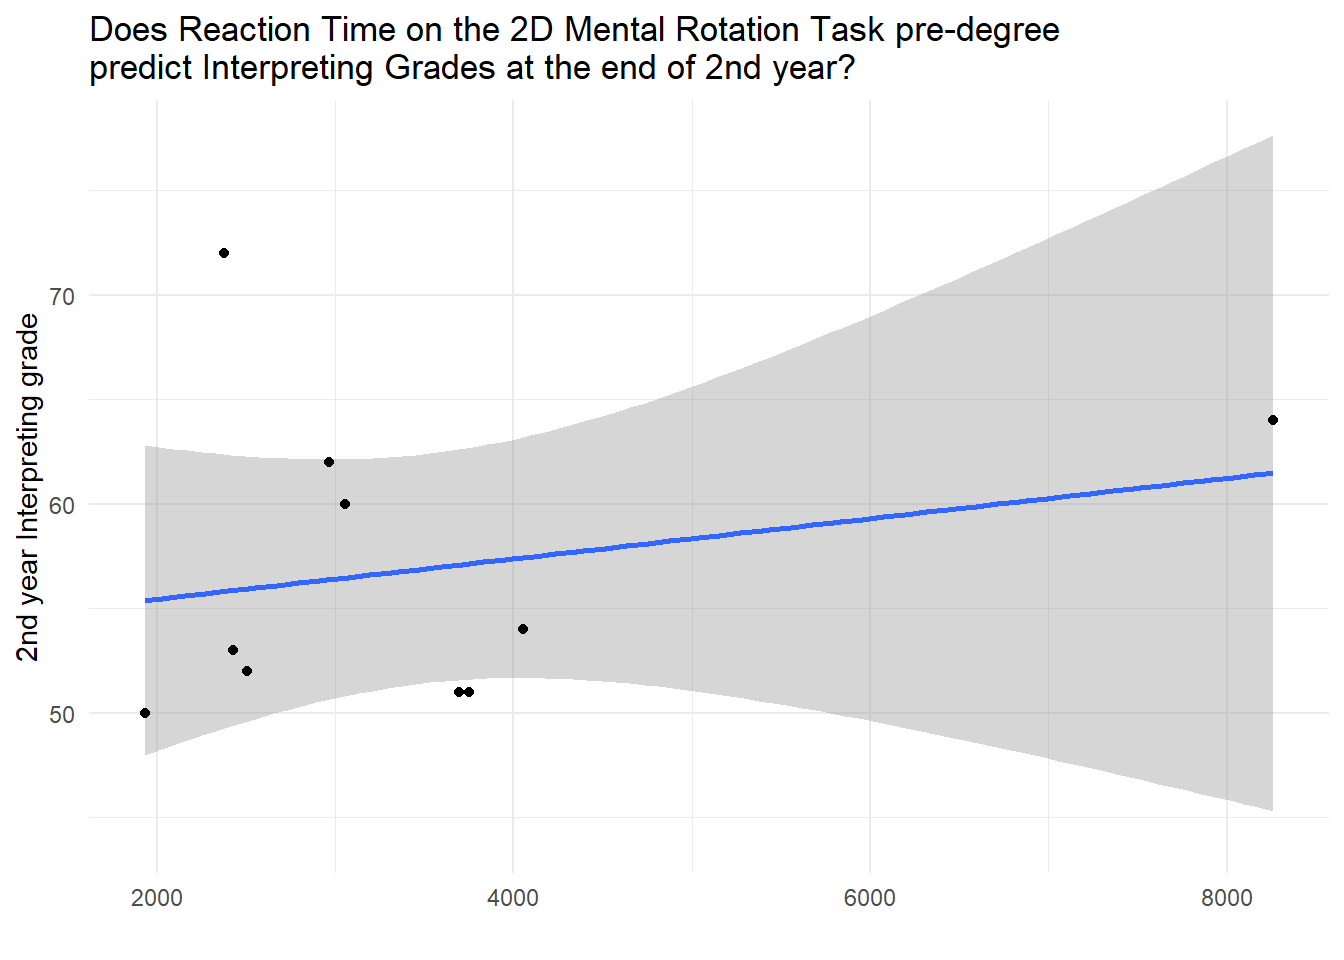 Does Reaction Time on the 2D Mental Rotation Task pre-degree
predict Interpreting Grades at the end of 2nd year?
2nd year Interpreting grade
70
60
50
2000
4000
6000
8000